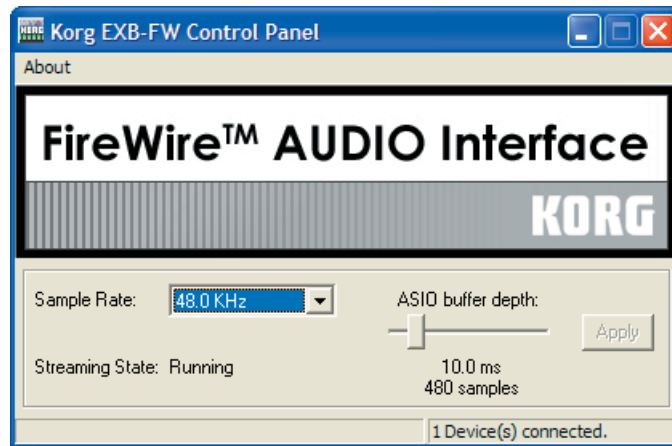 Korg EXB-FW Control Panel
About
FireWire™ AUDIO Interface
KORG
Sample Rate: 48.0 KHz
ASIO buffer depth:
Apply
Streaming State: Running
10.0 ms
480 samples
1 Device(s) connected.